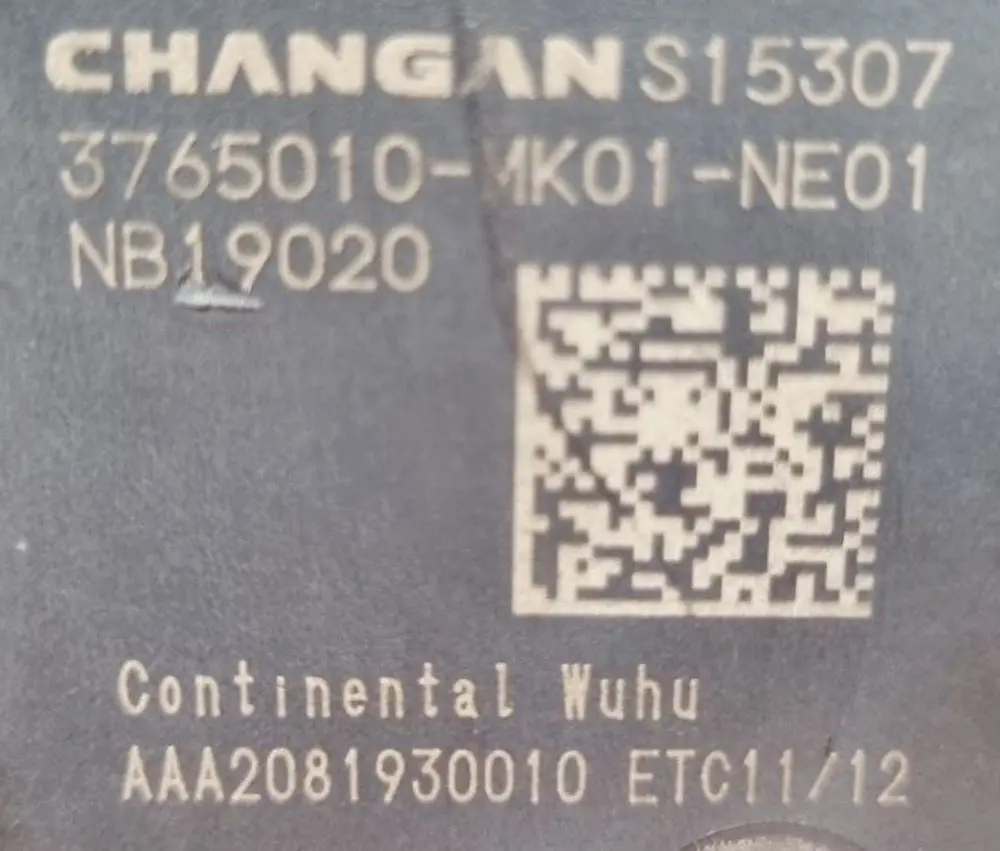 CHANGAN S15307
3765010-MK01-NE01
NB19020
Continental Wuhu
AAA2081930010 ETC11/12